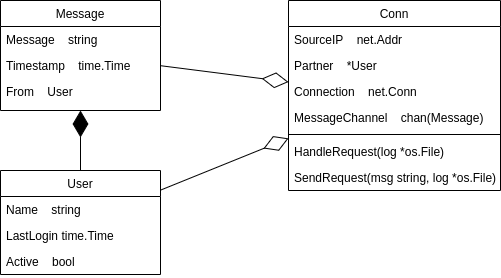 Message
Message string
Timestamp time.Time
From User
Conn
SourceIP net.Addr
Partner *User
Connection net.Conn
MessageChannel chan(Message)
HandleRequest(log *os.File)
SendRequest(msg string, log *os.File)
User
Name string
LastLogin time.Time
Active bool